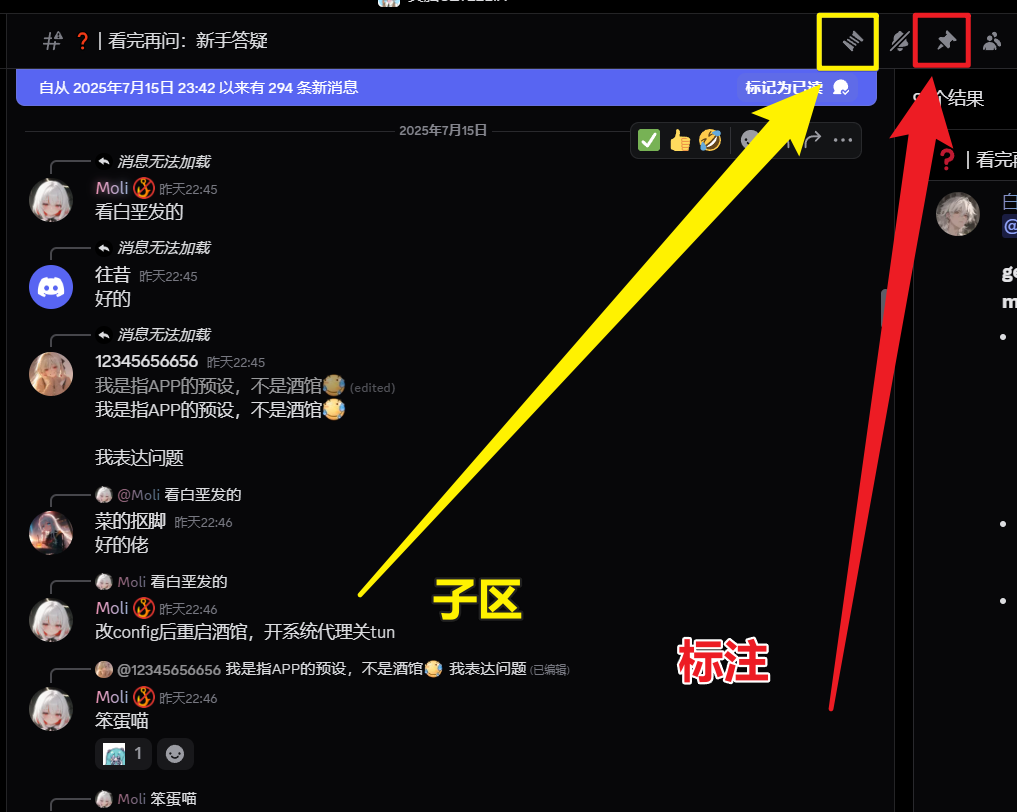 ❓ | 看完再问：新手答疑
自从 2025年7月15日 23:42 以来有 294 条新消息
标记为已读
个结果
2025年7月15日
❓ | 看完再
消息无法加载
Moli 昨天22:45
看白垩发的
消息无法加载
往昔 昨天22:45
好的
消息无法加载
12345656656 昨天22:45
我是指APP的预设，不是酒馆 (edited)
我是指APP的预设，不是酒馆
我表达问题
@Moli 看白垩发的
菜的抠脚 昨天22:46
好的佬
Moli 看白垩发的
Moli 昨天22:46
改config后重启酒馆，开系统代理关tun
@12345656656 我是指APP的预设，不是酒馆 我表达问题 (已编辑)
Moli 昨天22:46
笨蛋喵
1
Moli 笨蛋喵
子区
标注
白
@